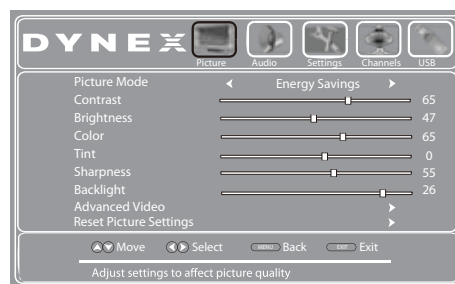 DYNEX
Picture Audio Settings Channels USB
Picture Mode Energy Savings
Contrast 65
Brightness 47
Color 65
Tint 0
Sharpness 55
Backlight 26
Advanced Video
Reset Picture Settings
Move Select MENU Back EXIT Exit
Adjust settings to affect picture quality